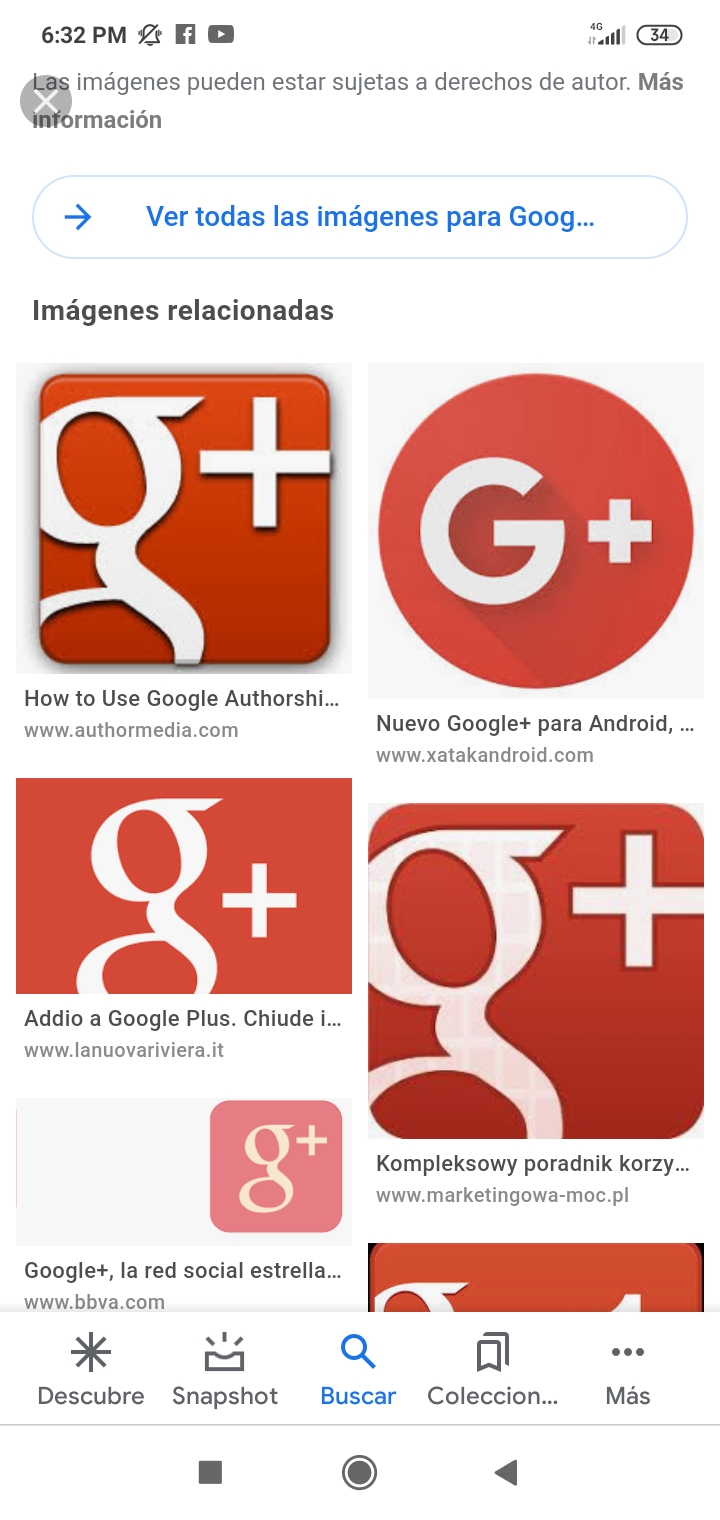 6:32 PM
4G
34
Las imágenes pueden estar sujetas a derechos de autor. Más
información
Ver todas las imágenes para Goog...
Imágenes relacionadas
g+
G+
How to Use Google Authorshi...
www.authormedia.com
Nuevo Google+ para Android, ...
www.xatakandroid.com
g+
g+
Addio a Google Plus. Chiude i...
www.lanuovariviera.it
g+
Kompleksowy poradnik korzy...
www.marketingowa-moc.pl
Google+, la red social estrella...
www.bbva.com
Descubre
Snapshot
Buscar
Coleccion...
Más